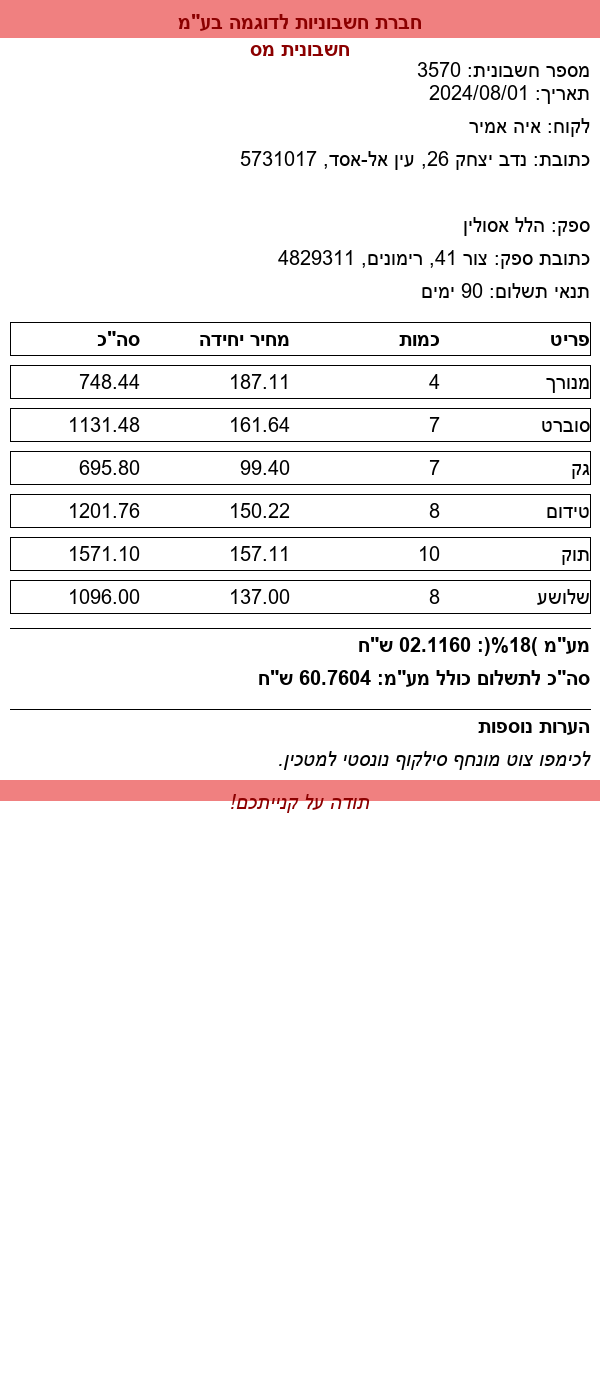 חברת חשבוניות לדוגמה בע"מ
חשבונית מס
מספר חשבונית: 3570
תאריך: 2024/08/01
לקוח: איה אמיר
כתובת: נדב יצחק 26, עין אל-אסד, 5731017
ספק: הלל אסולין
כתובת ספק: צור 41, רימונים, 4829311
תנאי תשלום: 90 ימים
פריט כמות מחיר יחידה סה"כ
מנורך 4 187.11 748.44
סוברט 7 161.64 1131.48
גק 7 99.40 695.80
טידום 8 150.22 1201.76
תוק 10 157.11 1571.10
שלושע 8 137.00 1096.00
מע"מ )18%(: 02.1160 ש"ח
סה"כ לתשלום כולל מע"מ: 60.7604 ש"ח
הערות נוספות
לכימפו צוט מונחף סילקוף נונסטי למטכין.
תודה על קנייתכם!